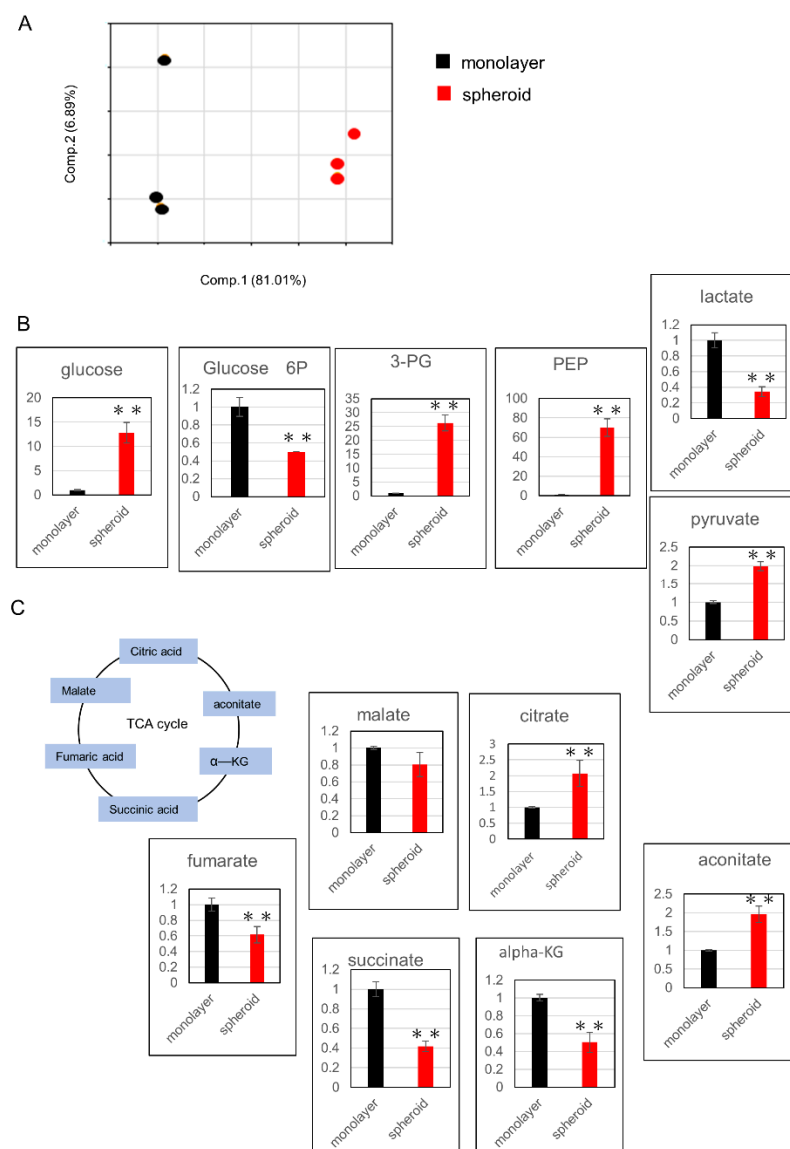 A
monolayer
spheroid
Comp.2 (6.89%)
Comp.1 (81.01%)
B
glucose
20
15
10
5
0
**
monolayer
spheroid
Glucose 6P
1.2
1
0.8
0.6
0.4
0.2
0
**
monolayer
spheroid
3-PG
35
30
25
20
15
10
5
0
**
monolayer
spheroid
PEP
100
80
60
40
20
0
**
monolayer
spheroid
lactate
1.2
1
0.8
0.6
0.4
0.2
0
**
monolayer
spheroid
pyruvate
2.5
2
1.5
1
0.5
0
**
monolayer
spheroid
C
Citric acid
Malate
aconitate
TCA cycle
Fumaric acid
α—KG
Succinic acid
malate
1.2
1
0.8
0.6
0.4
0.2
0
monolayer
spheroid
citrate
3
2.5
2
1.5
1
0.5
0
**
monolayer
spheroid
fumarate
1.2
1
0.8
0.6
0.4
0.2
0
**
monolayer
spheroid
aconitate
2.5
2
1.5
1
0.5
0
**
monolayer
spheroid
succinate
1.2
1
0.8
0.6
0.4
0.2
0
**
monolayer
spheroid
alpha-KG
1.2
1
0.8
0.6
0.4
0.2
0
**
monolayer
spheroid